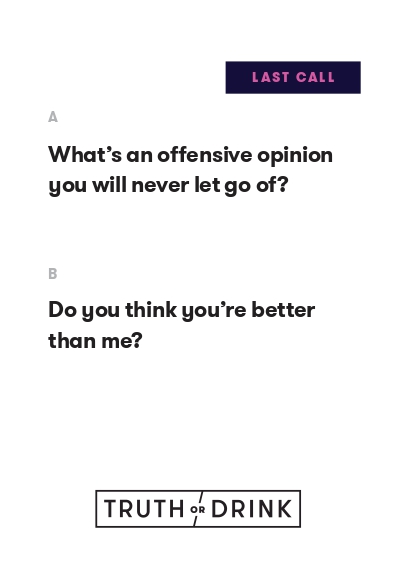 LAST CALL
A
What's an offensive opinion
you will never let go of?
B
Do you think you're better
than me?
TRUTH OR DRINK